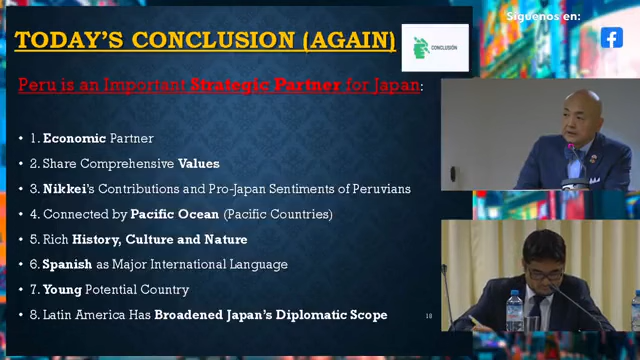 Síguenos en:
TODAY'S CONCLUSION (AGAIN)
CONCLUSIÓN
Peru is an Important Strategic Partner for Japan:
• 1. Economic Partner
• 2. Share Comprehensive Values
• 3. Nikkei's Contributions and Pro-Japan Sentiments of Peruvians
• 4. Connected by Pacific Ocean (Pacific Countries)
• 5. Rich History, Culture and Nature
• 6. Spanish as Major International Language
• 7. Young Potential Country
• 8. Latin America Has Broadened Japan's Diplomatic Scope
18